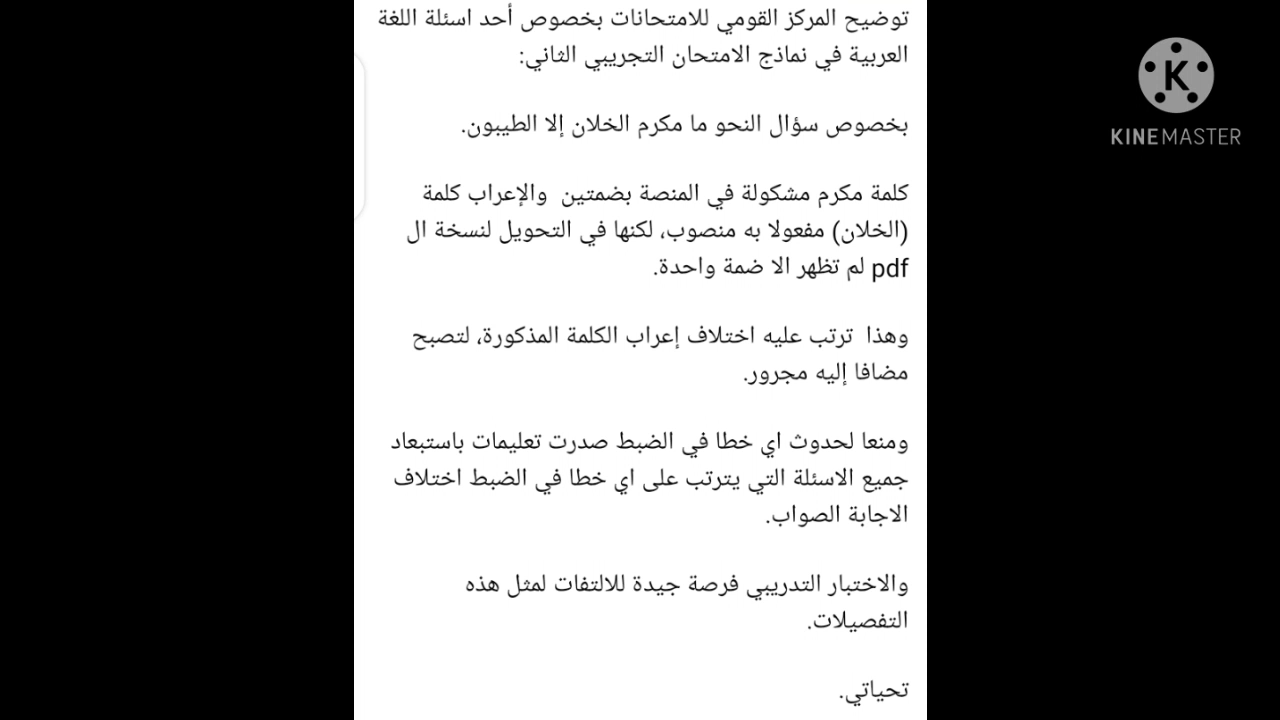 توضيح المركز القومي للامتحانات بخصوص أحد اسئلة اللغة
العربية في نماذج الامتحان التجريبي الثاني:
بخصوص سؤال النحو ما مكرم الخلان إلا الطيبون.
كلمة مكرم مشكولة في المنصة بضمتين والإعراب كلمة
(الخلان) مفعولا به منصوب، لكنها في التحويل لنسخة ال
pdf لم تظهر الا ضمة واحدة.
وهذا ترتب عليه اختلاف إعراب الكلمة المذكورة، لتصبح
مضافا إليه مجرور.
ومنعا لحدوث اي خطا في الضبط صدرت تعليمات باستبعاد
جميع الاسئلة التي يترتب على اي خطا في الضبط اختلاف
الاجابة الصواب.
والاختبار التدريبي فرصة جيدة للالتفات لمثل هذه
التفصيلات.
تحياتي.
K
KINEMASTER